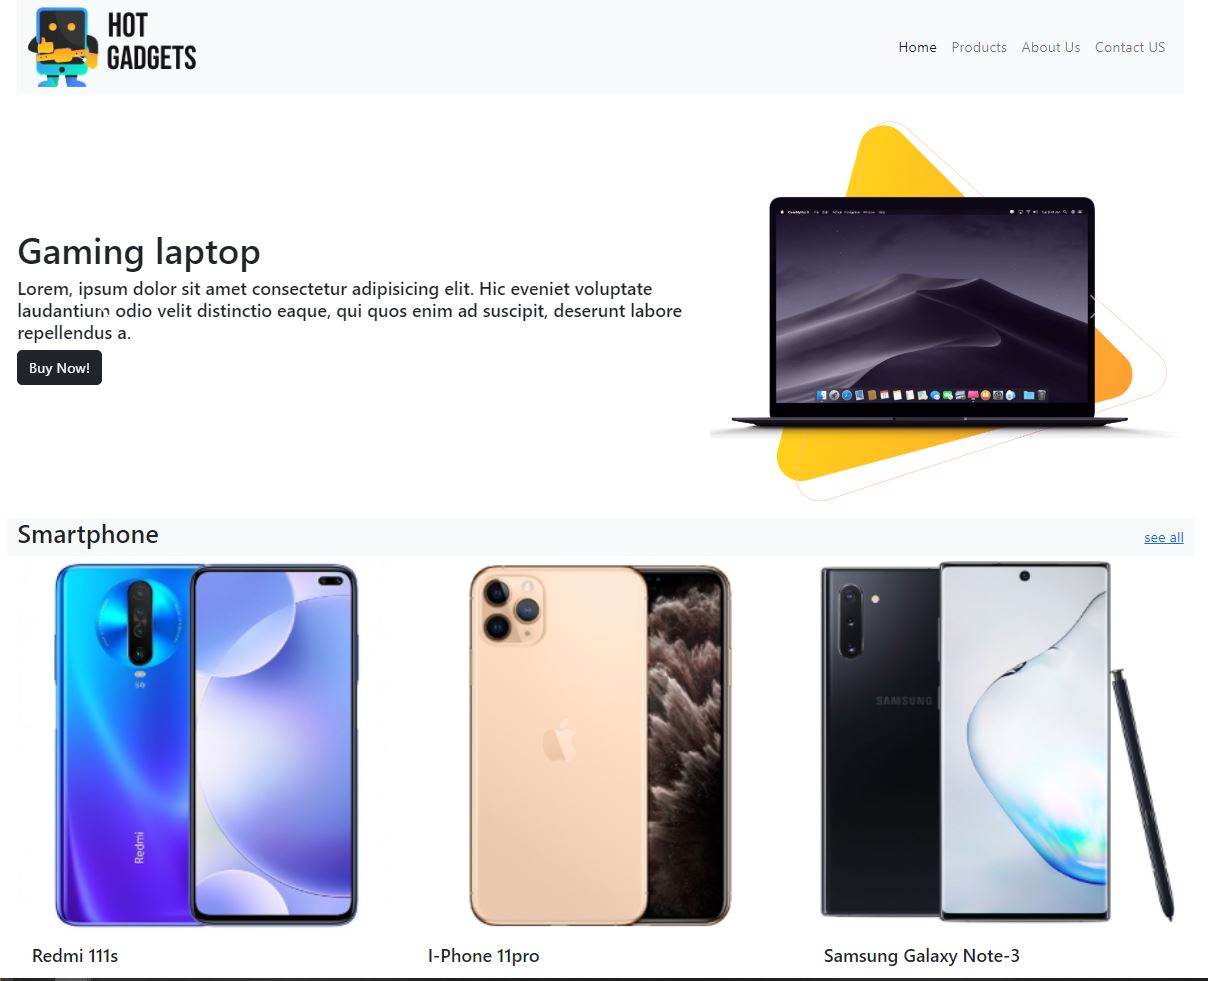 HOT
GADGETS
Home Products About Us Contact US
Gaming laptop
Lorem, ipsum dolor sit amet consectetur adipisicing elit. Hic eveniet voluptate
laudantium odio velit distinctio eaque, qui quos enim ad suscipit, deserunt labore
repellendus a.
Buy Now!
Smartphone
see all
5G
Redmi
SAMSUNG
Redmi 111s
I-Phone 11pro
Samsung Galaxy Note-3